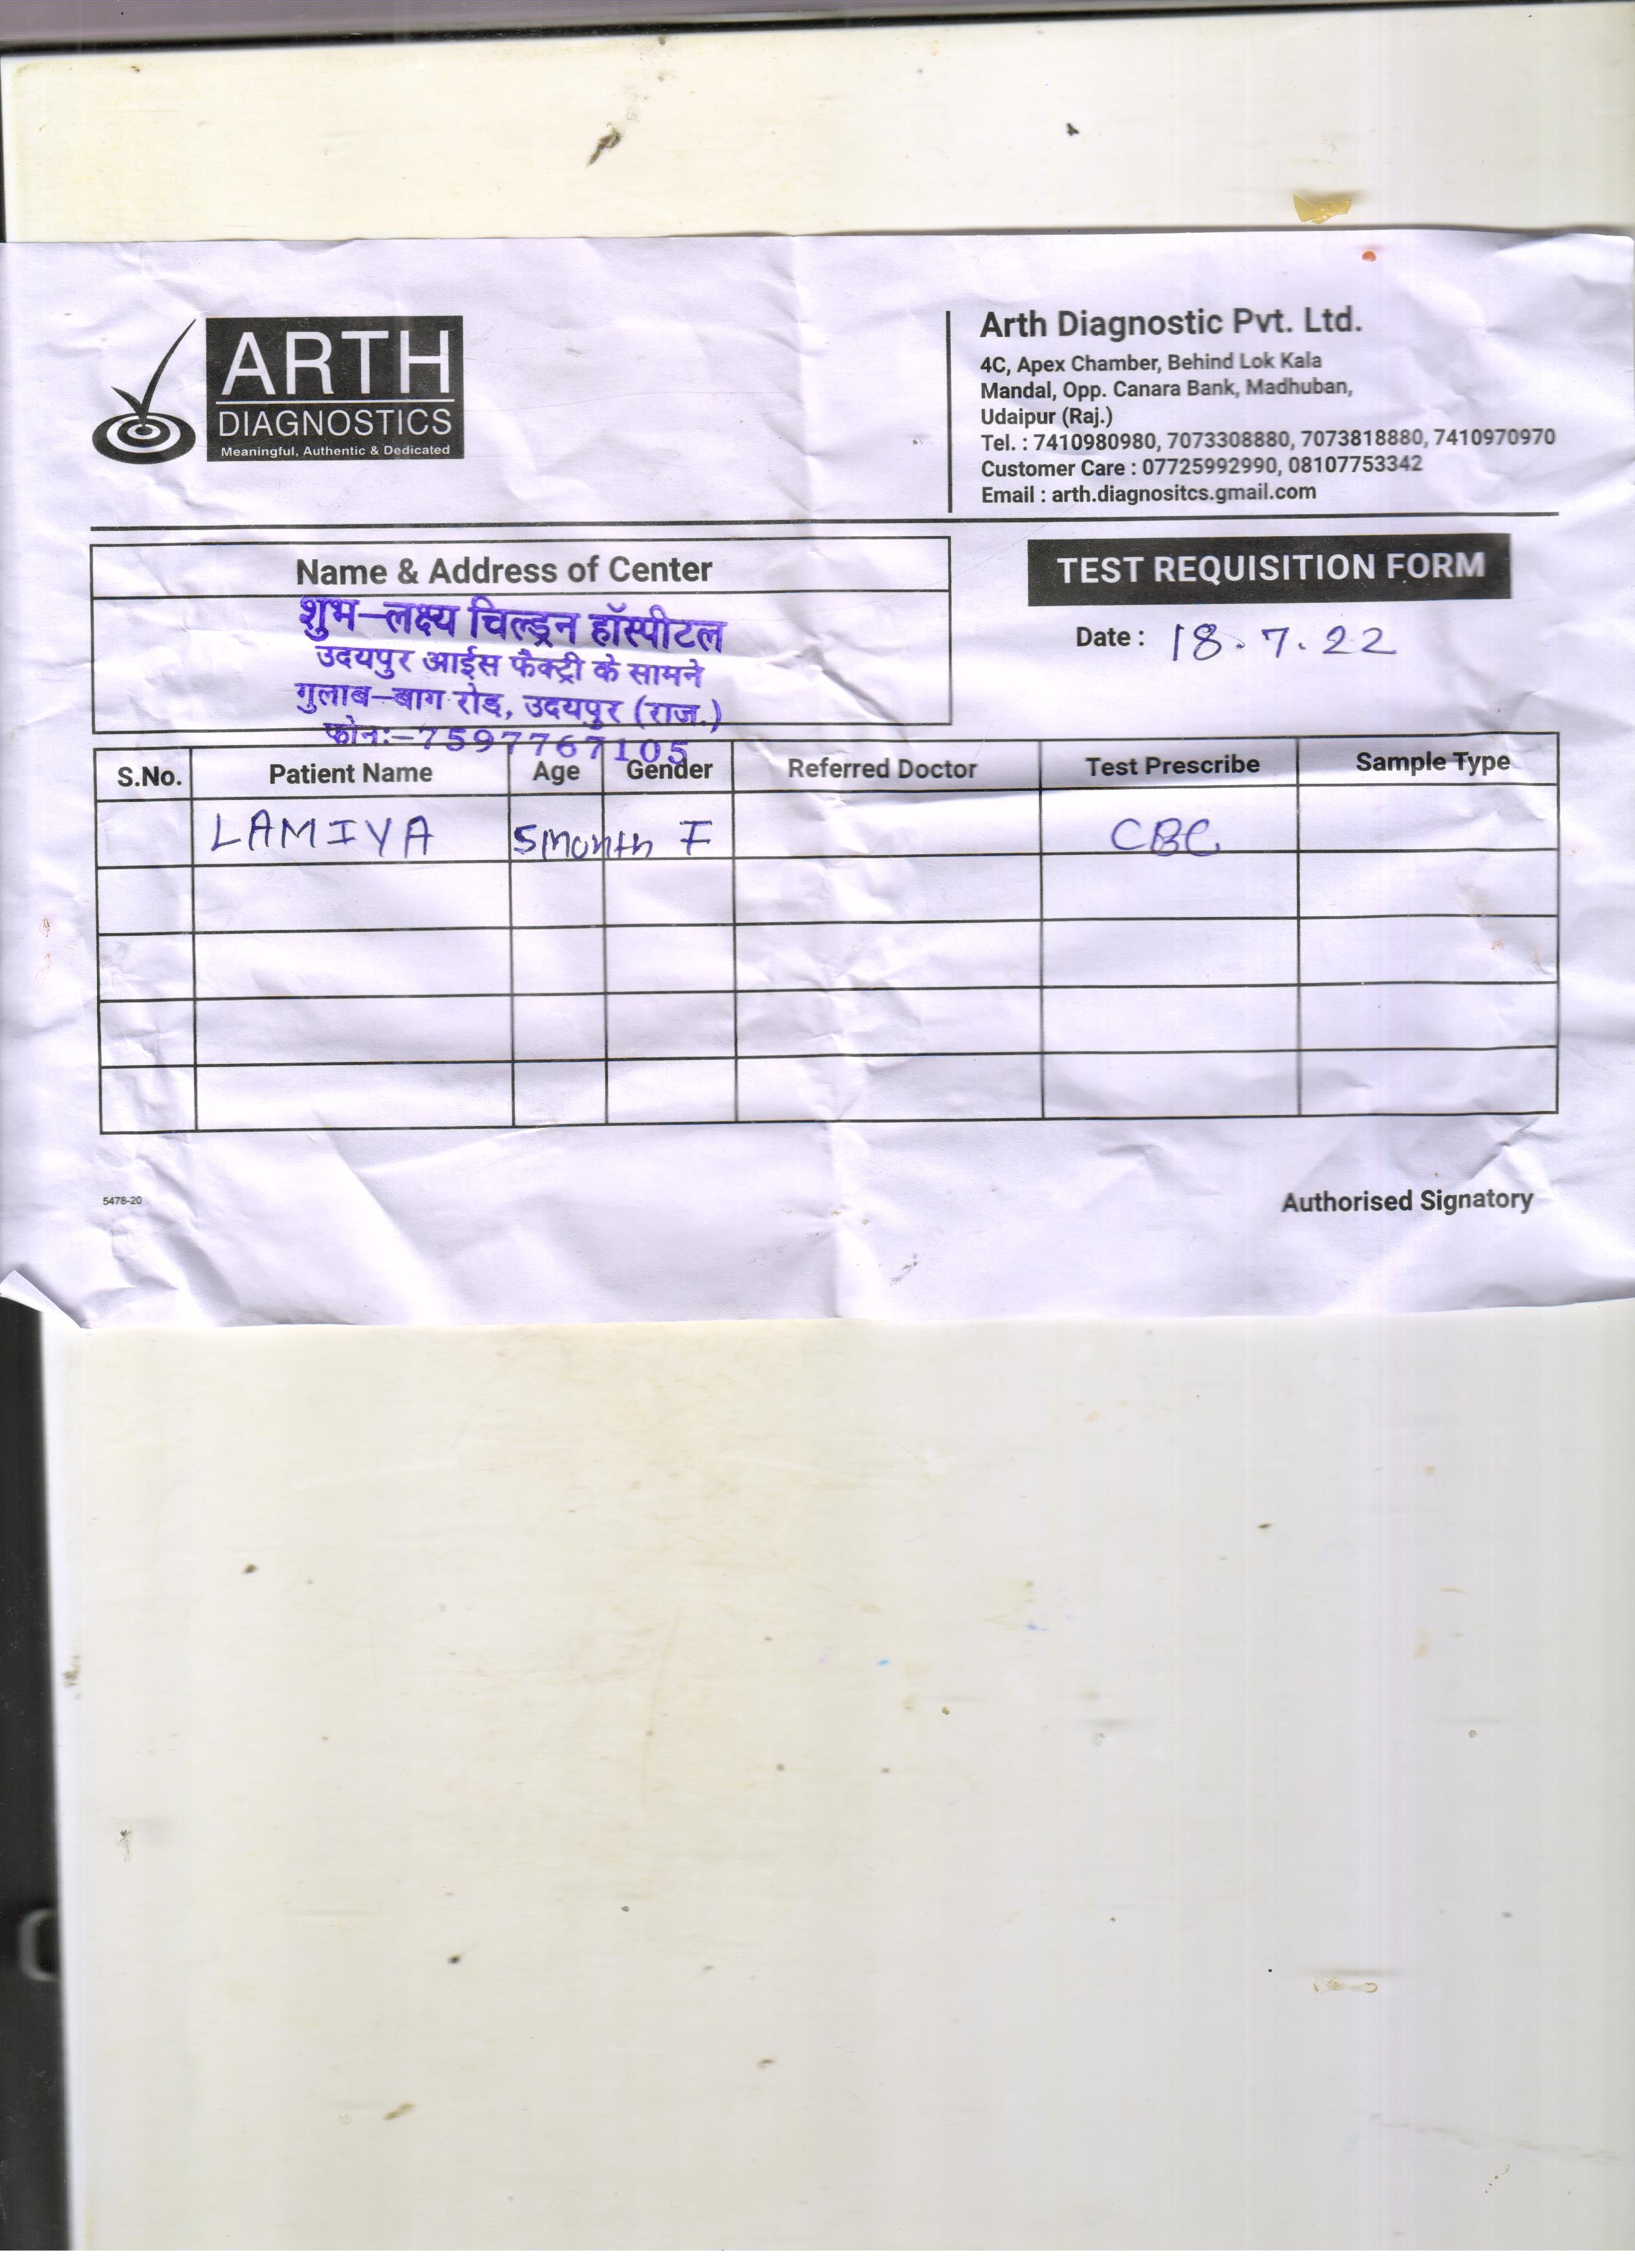 ARTH
DIAGNOSTICS
Meaningful, Authentic & Dedicated
Arth Diagnostic Pvt. Ltd.
4C, Apex Chamber, Behind Lok Kala
Mandal, Opp. Canara Bank, Madhuban,
Udaipur (Raj.)
Tel. : 7410980980, 7073308880, 7073818880, 7410970970
Customer Care : 07725992990, 08107753342
Email : arth.diagnositcs.gmail.com
Name & Address of Center
शुभ-लक्ष्य चिल्ड्रन हॉस्पीटल
उदयपुर आईस फैक्ट्री के सामने
गुलाब-बाग रोड, उदयपुर (राज.)
फोन:-7597767105
TEST REQUISITION FORM
Date : 18.7.22
S.No. Patient Name Age Gender Referred Doctor Test Prescribe Sample Type
LAMIYA 5month F CBC
5478-20
Authorised Signatory